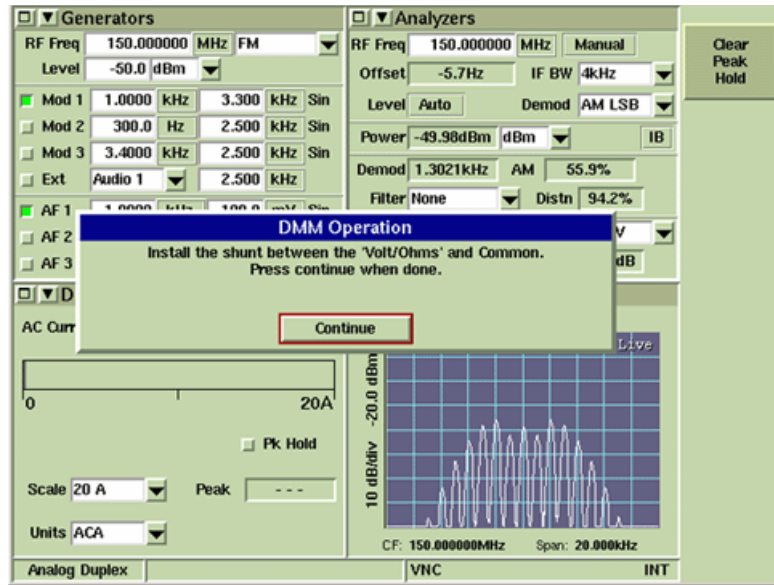 Generators
RF Freq 150.000000 MHz FM
Level -50.0 dBm
Mod 1 1.0000 kHz 3.300 kHz Sin
Mod 2 300.0 Hz 2.500 kHz Sin
Mod 3 3.4000 kHz 2.500 kHz Sin
Ext Audio 1 2.500 kHz
AF 1
AF 2
AF 3
Analyzers
RF Freq 150.000000 MHz Manual
Offset -5.7Hz IF BW 4kHz
Level Auto Demod AM LSB
Power -49.98dBm dBm IB
Demod 1.3021kHz AM 55.9%
Filter None Distn 94.2%
V
dB
Clear
Peak
Hold
DMM Operation
Install the shunt between the 'Volt/Ohms' and Common.
Press continue when done.
Continue
D
AC Curr
0 20A
Pk Hold
Scale 20 A Peak ---
Units ACA
Live
-20.0 dBm
10 dB/div
CF: 150.000000MHz Span: 20.000kHz
Analog Duplex VNC INT